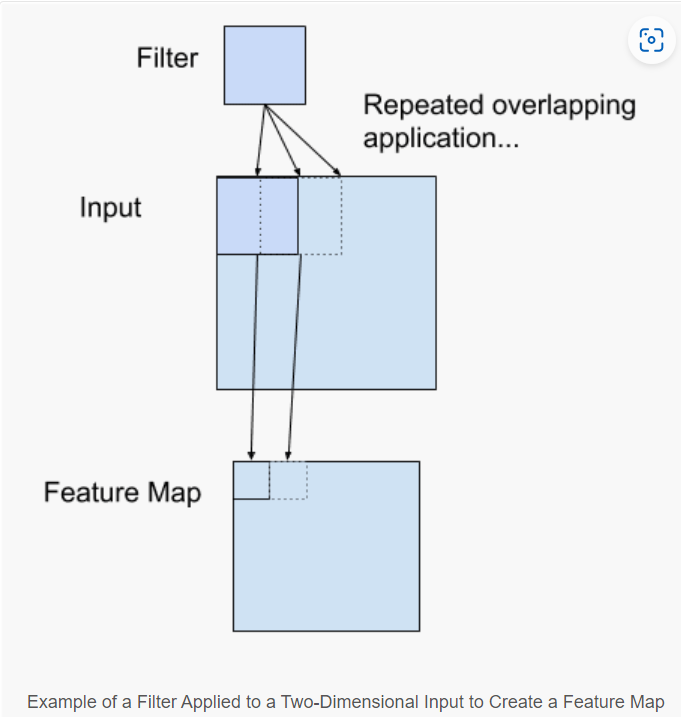 Filter
Repeated overlapping
application...
Input
Feature Map
Example of a Filter Applied to a Two-Dimensional Input to Create a Feature Map